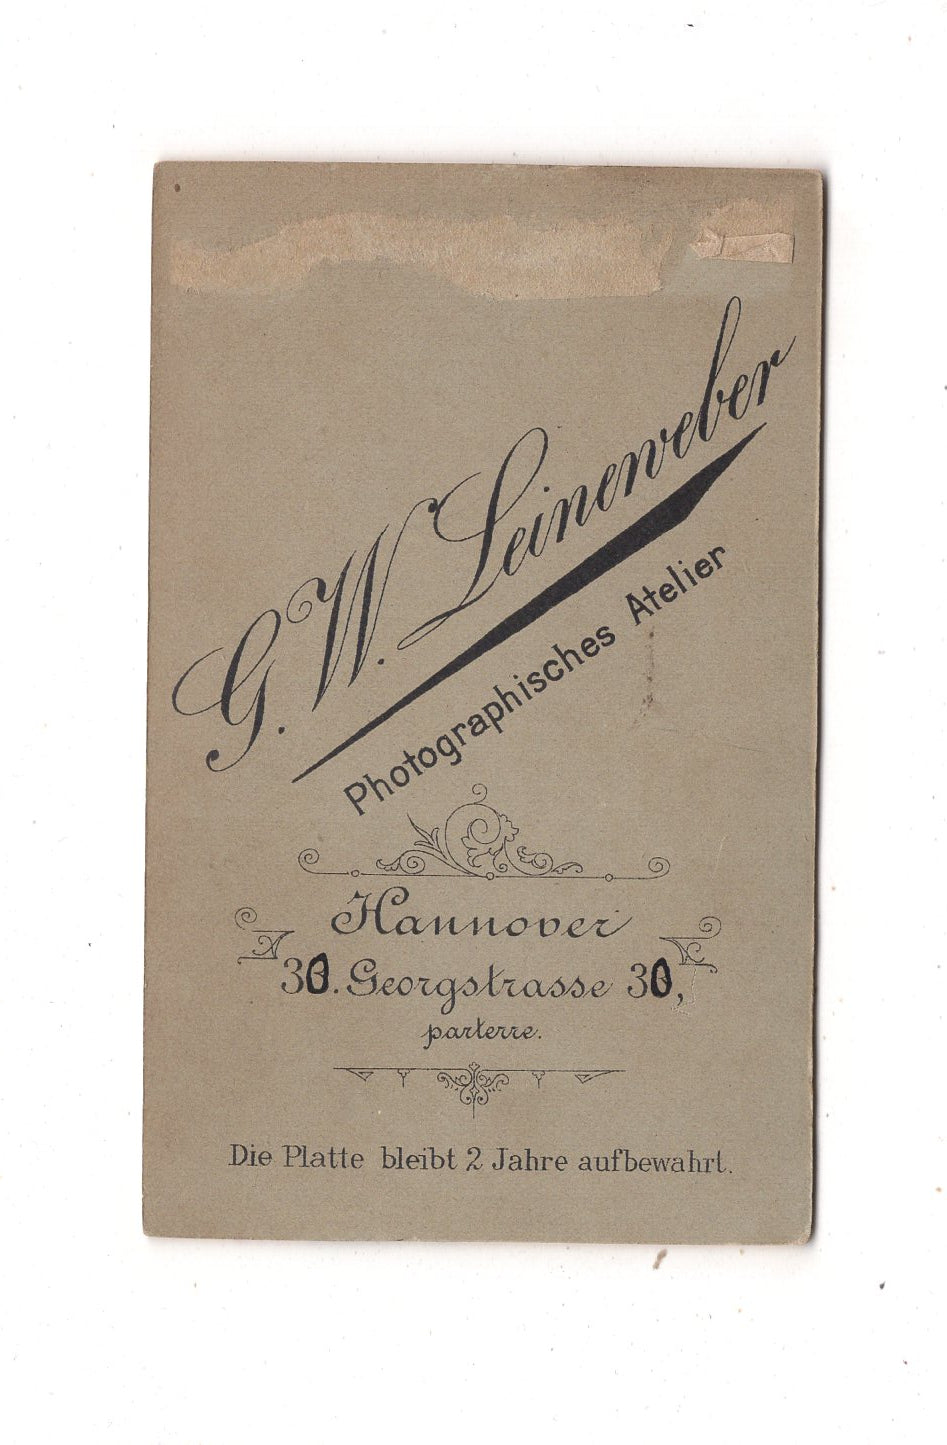 G. W. Leineweber
Photographisches Atelier
Hannover
30. Georgstrasse 30,
parterre.
Die Platte bleibt 2 Jahre aufbewahrt.